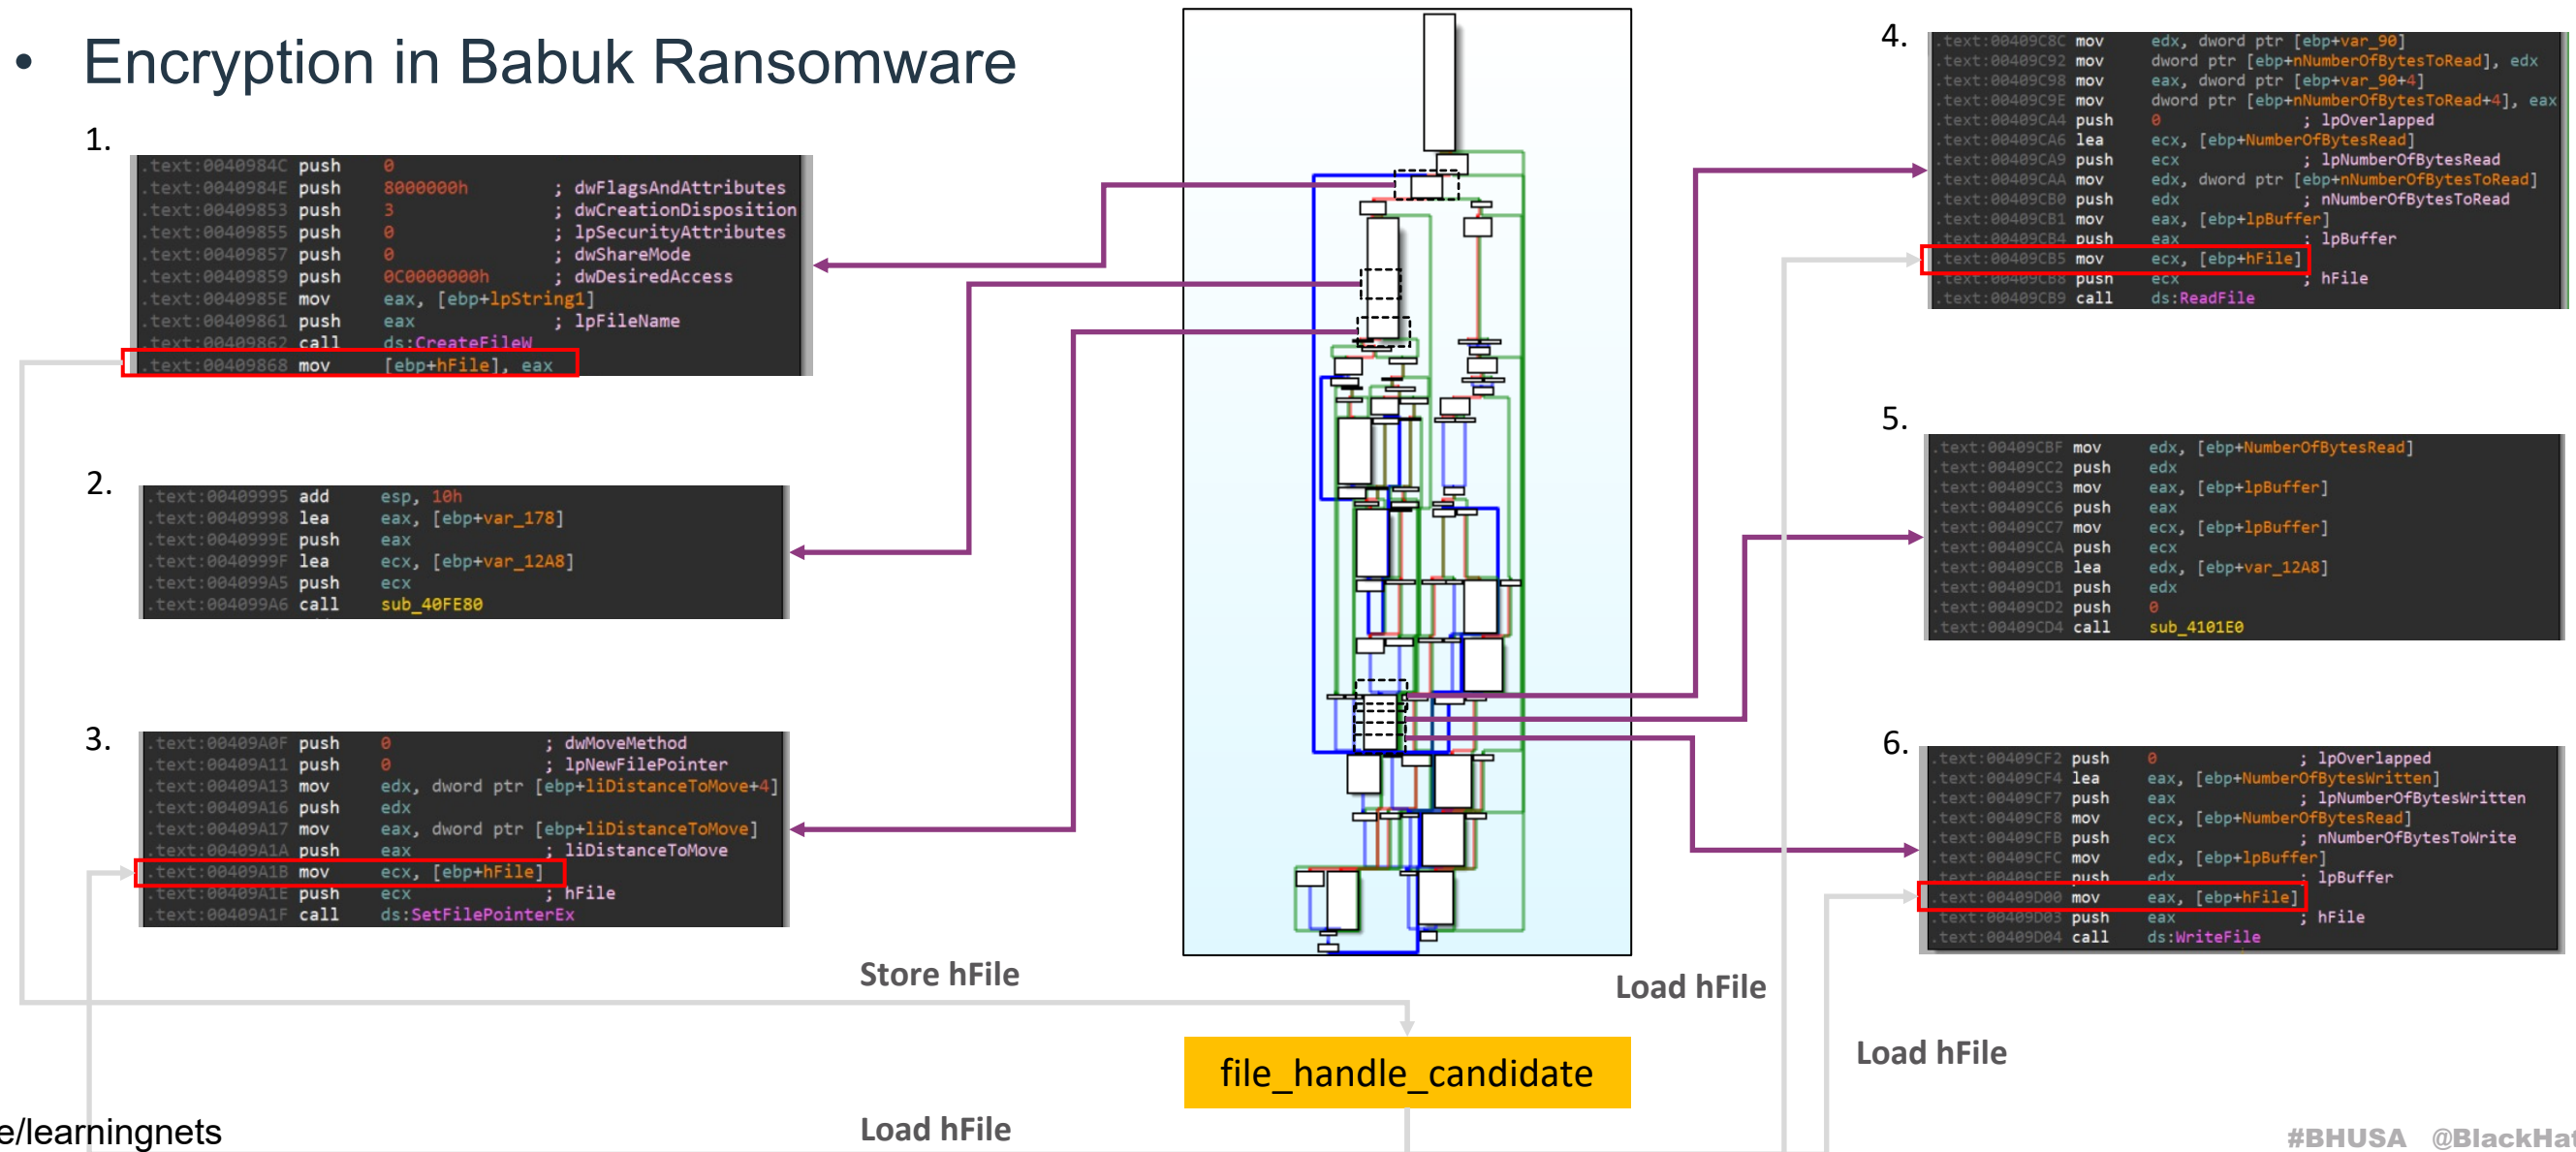 • Encryption in Babuk Ransomware
1.
.text:0040984C push 0
.text:0040984E push 8000000h ; dwFlagsAndAttributes
.text:00409853 push 3 ; dwCreationDisposition
.text:00409855 push 0 ; lpSecurityAttributes
.text:00409857 push 0 ; dwShareMode
.text:00409859 push 0C0000000h ; dwDesiredAccess
.text:0040985E mov eax, [ebp+lpString1]
.text:00409861 push eax ; lpFileName
.text:00409862 call ds:CreateFileW
.text:00409868 mov [ebp+hFile], eax
2.
.text:00409995 add esp, 10h
.text:00409998 lea eax, [ebp+var_178]
.text:0040999E push eax
.text:0040999F lea ecx, [ebp+var_12A8]
.text:004099A5 push ecx
.text:004099A6 call sub_40FE80
3.
.text:00409A0F push 0 ; dwMoveMethod
.text:00409A11 push 0 ; lpNewFilePointer
.text:00409A13 mov edx, dword ptr [ebp+liDistanceToMove+4]
.text:00409A16 push edx
.text:00409A17 mov eax, dword ptr [ebp+liDistanceToMove]
.text:00409A1A push eax ; liDistanceToMove
.text:00409A1B mov ecx, [ebp+hFile]
.text:00409A1E push ecx ; hFile
.text:00409A1F call ds:SetFilePointerEx
4.
.text:00409C8C mov edx, dword ptr [ebp+var_90]
.text:00409C92 mov dword ptr [ebp+nNumberOfBytesToRead], edx
.text:00409C98 mov eax, dword ptr [ebp+var_90+4]
.text:00409C9E mov dword ptr [ebp+nNumberOfBytesToRead+4], eax
.text:00409CA4 push 0 ; lpOverlapped
.text:00409CA6 lea ecx, [ebp+NumberOfBytesRead]
.text:00409CA9 push ecx ; lpNumberOfBytesRead
.text:00409CAA mov edx, dword ptr [ebp+nNumberOfBytesToRead]
.text:00409CB0 push edx ; nNumberOfBytesToRead
.text:00409CB1 mov eax, [ebp+lpBuffer]
.text:00409CB4 push eax ; lpBuffer
.text:00409CB5 mov ecx, [ebp+hFile]
.text:00409CB8 push ecx ; hFile
.text:00409CB9 call ds:ReadFile
5.
.text:00409CBF mov edx, [ebp+NumberOfBytesRead]
.text:00409CC2 push edx
.text:00409CC3 mov eax, [ebp+lpBuffer]
.text:00409CC6 push eax
.text:00409CC7 mov ecx, [ebp+lpBuffer]
.text:00409CCA push ecx
.text:00409CCB lea edx, [ebp+var_12A8]
.text:00409CD1 push edx
.text:00409CD2 push 0
.text:00409CD4 call sub_4101E0
6.
.text:00409CF2 push 0 ; lpOverlapped
.text:00409CF4 lea eax, [ebp+NumberOfBytesWritten]
.text:00409CF7 push eax ; lpNumberOfBytesWritten
.text:00409CF8 mov ecx, [ebp+NumberOfBytesRead]
.text:00409CFB push ecx ; nNumberOfBytesToWrite
.text:00409CFC mov edx, [ebp+lpBuffer]
.text:00409CFF push edx ; lpBuffer
.text:00409D00 mov eax, [ebp+hFile]
.text:00409D03 push eax ; hFile
.text:00409D04 call ds:WriteFile
Store hFile
Load hFile
Load hFile
file_handle_candidate
Load hFile
e/learningnets
#BHUSA @BlackHat